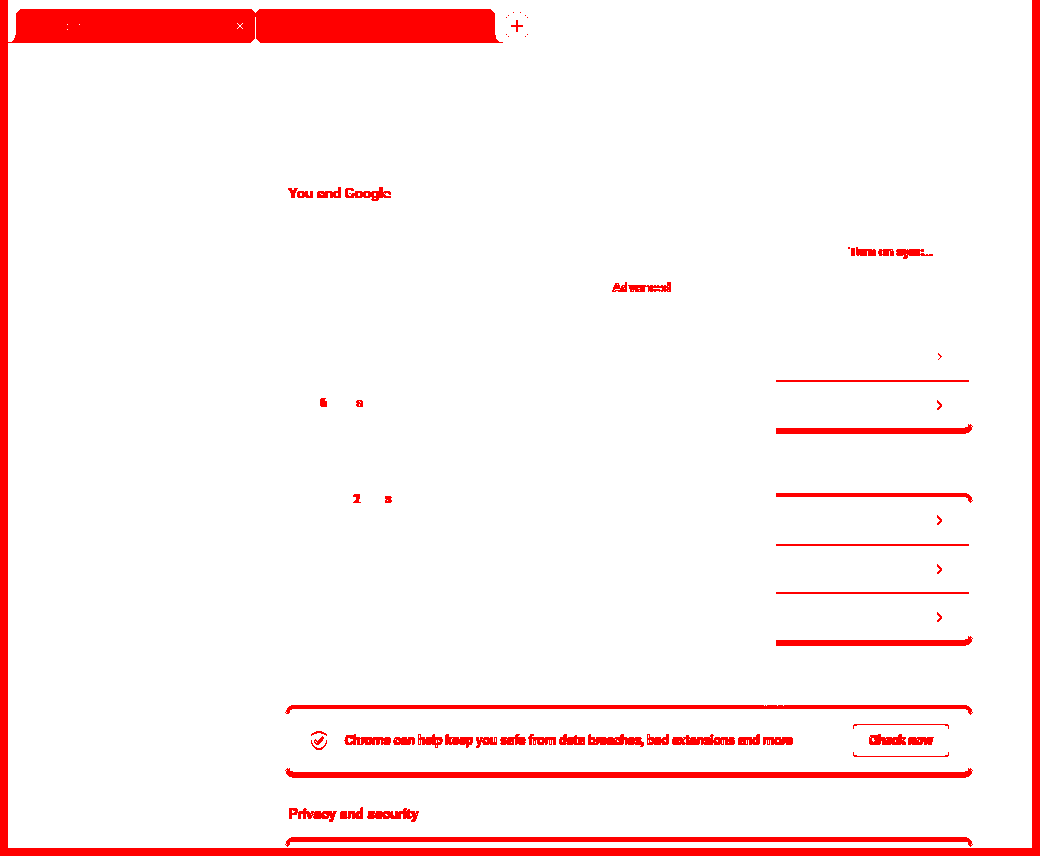 You and Google
Turn on sync...
Advanced
6 a
2 s
Chrome can help keep you safe from data breaches, bad extensions and more
Check now
Privacy and security